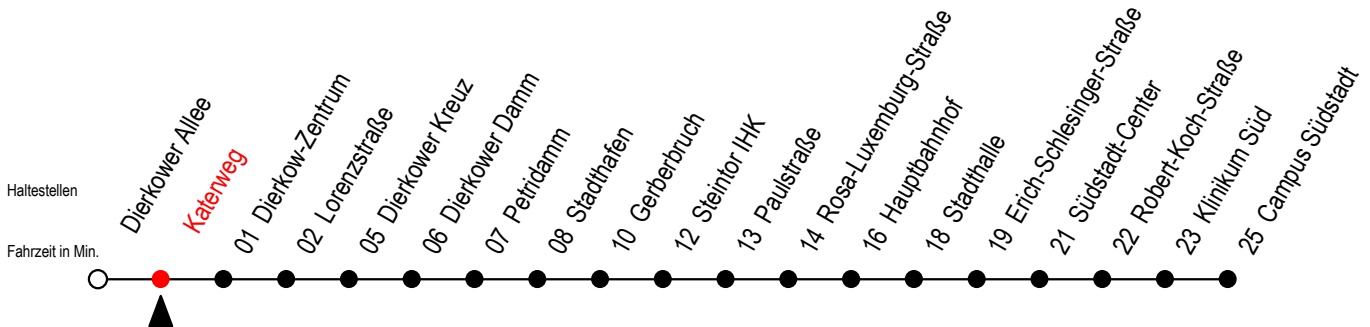 Haltestellen
Fahrzeit in Min.
Dierkower Allee
Katerweg
01 Dierkow-Zentrum
02 Lorenzstraße
05 Dierkower Kreuz
06 Dierkower Damm
07 Petridamm
08 Stadthafen
10 Gerberbruch
12 Steintor IHK
13 Paulstraße
14 Rosa-Luxemburg-Straße
16 Hauptbahnhof
18 Stadthalle
19 Erich-Schlesinger-Straße
21 Südstadt-Center
22 Robert-Koch-Straße
23 Klinikum Süd
25 Campus Südstadt